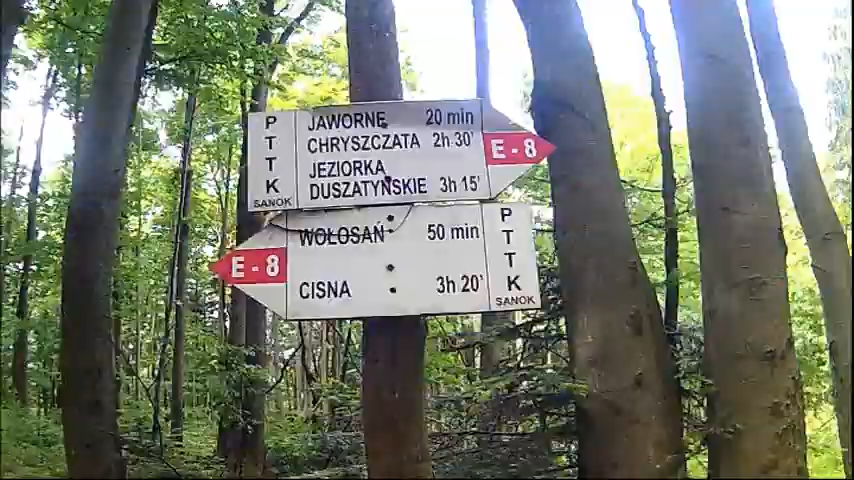 PTTK
SANOK
JAWORNE 20 min
CHRYSZCZATA 2h 30'
JEZIORKA
DUSZATYŃSKIE 3h 15'
E - 8
E - 8
WOŁOSAŃ 50 min
CISNA 3h 20'
PTTK
SANOK